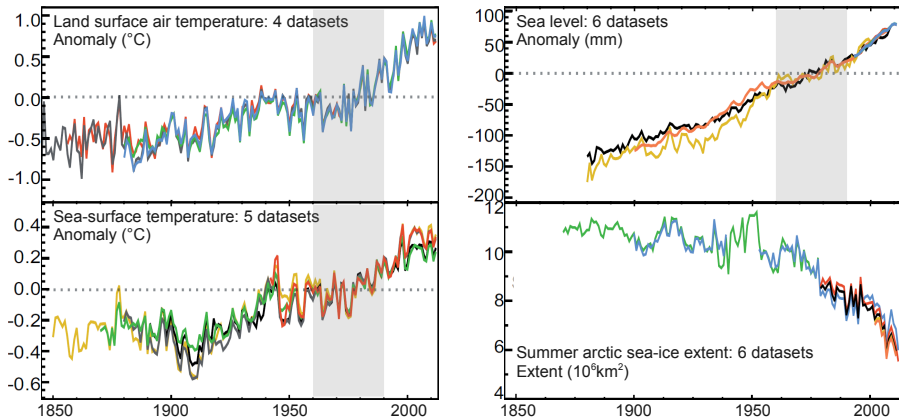 Land surface air temperature: 4 datasets
Anomaly (°C)
1.0
0.5
0.0
-0.5
-1.0
Sea level: 6 datasets
Anomaly (mm)
100
50
0
-50
-100
-150
-200
Sea-surface temperature: 5 datasets
Anomaly (°C)
0.4
0.2
0.0
-0.2
-0.4
-0.6
1850 1900 1950 2000
12
10
8
6
4
Summer arctic sea-ice extent: 6 datasets
Extent (10⁶km²)
1850 1900 1950 2000